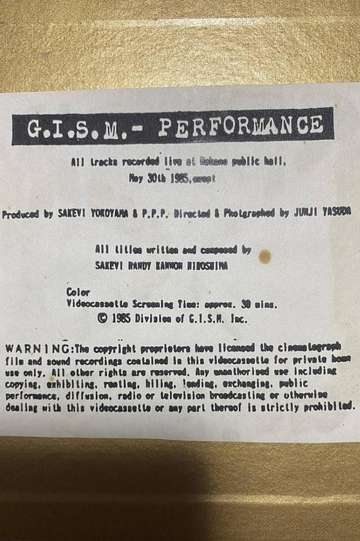 G.I.S.M.- PERFORMANCE
All tracks recorded live at public hall,
May 30th 1985, except
Produced by SAKEVI YOKOYAMA & P.P.P. Directed & Photgraphed by JUNJI YASUDA
All titles written and composed by
SAKEVI RANDY KANNON HIROSHIMA
Color
Videocassette Screening Time: approx. 30 mins.
© 1985 Division of G.I.S.M. Inc.
WARNING:The copyright proprietors have licensed the cinematograph
film and sound recordings contained in this videocassette for private home
use only. All other rights are reserved. Any unauthorised use including
copying, exhibiting, renting, hiling, lending, exchanging, public
performance, diffusion, radio or television broadcasting or otherwise
dealing with this videocassette or any part thereof is strictly prohibited.